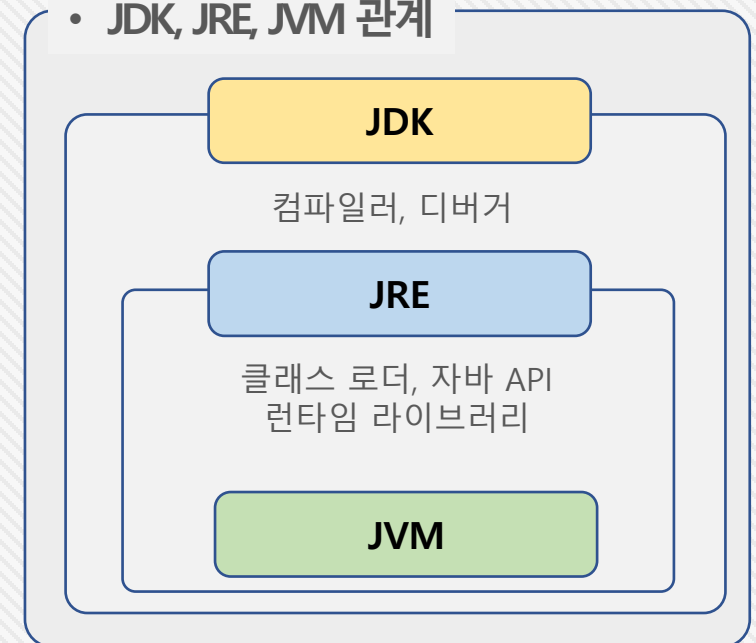 • JDK, JRE, JVM 관계
JDK
컴파일러, 디버거
JRE
클래스 로더, 자바 API
런타임 라이브러리
JVM